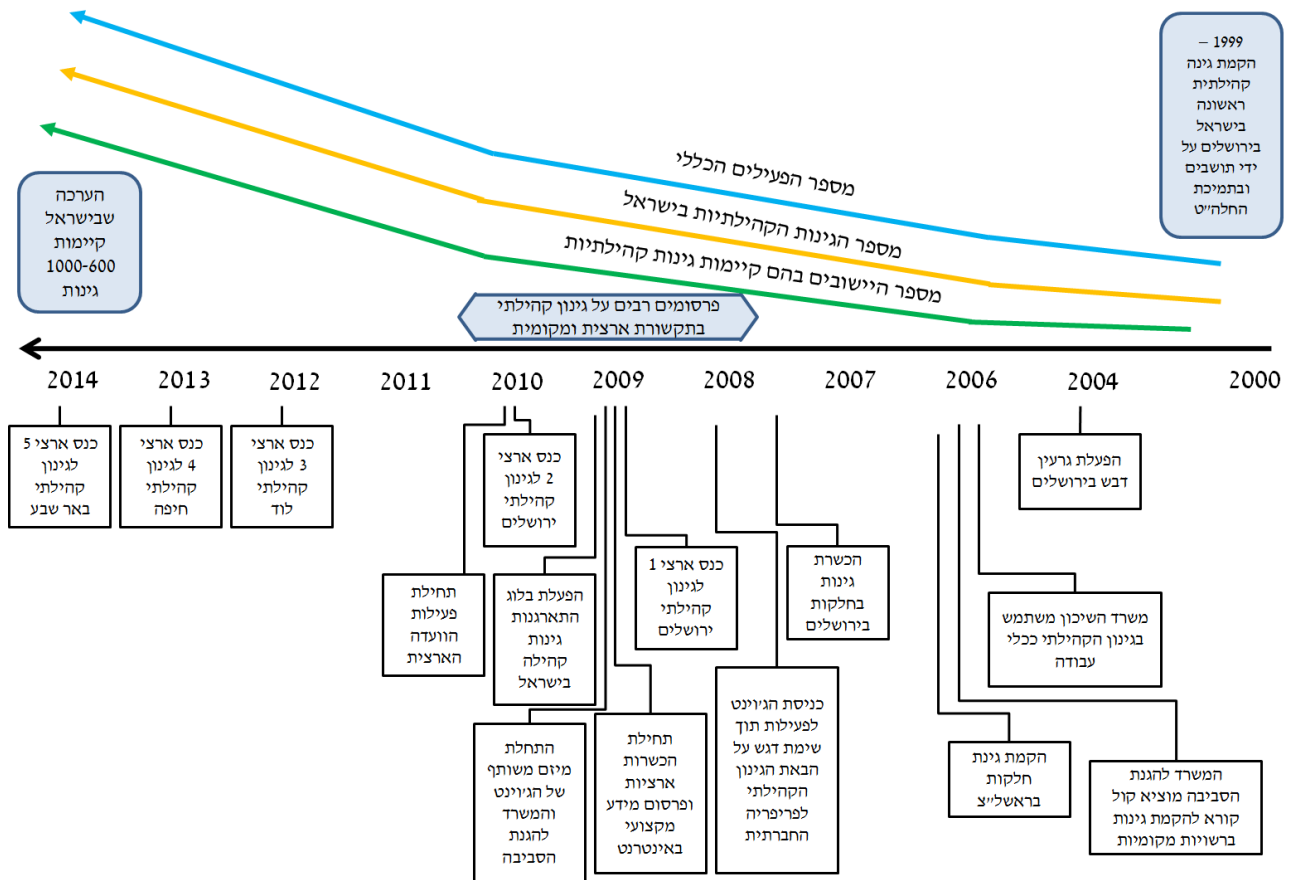 1999 –
הקמת גינה
קהילתית
ראשונה
בישראל
בירושלים על
ידי תושבים
ובתמיכת
החלה״ט
מספר הפעילים הכללי
מספר הגינות הקהילתיות בישראל
מספר היישובים בהם קיימות גינות קהילתיות
הערכה
שבישראל
קיימות
1000-600
גינות
פרסומים רבים על גינון קהילתי
בתקשורת ארצית ומקומית
2000
2004
2006
2007
2008
2009
2010
2011
2012
2013
2014
הפעלת גרעין
דבש בירושלים
משרד השיכון משתמש
בגינון הקהילתי ככלי
עבודה
המשרד להגנת
הסביבה מוציא קול
קורא להקמת גינות
ברשויות מקומיות
הקמת גינת
חלקות
בראשל״צ
הכשרת
גינות
בחלקות
בירושלים
כניסת הג׳וינט
לפעילות תוך
שימת דגש על
הבאת הגינון
הקהילתי
לפריפריה
החברתית
כנס ארצי 1
לגינון
קהילתי
ירושלים
תחילת
הכשרות
ארציות
ופרסום מידע
מקצועי
באינטרנט
התחלת
מיזם משותף
של הג׳וינט
והמשרד
להגנת
הסביבה
הפעלת בלוג
התארגנות
גינות
קהילה
בישראל
כנס ארצי
2 לגינון
קהילתי
ירושלים
תחילת
פעילות
הוועדה
הארצית
כנס ארצי
3 לגינון
קהילתי
לוד
כנס ארצי
4 לגינון
קהילתי
חיפה
כנס ארצי 5
לגינון
קהילתי
באר שבע